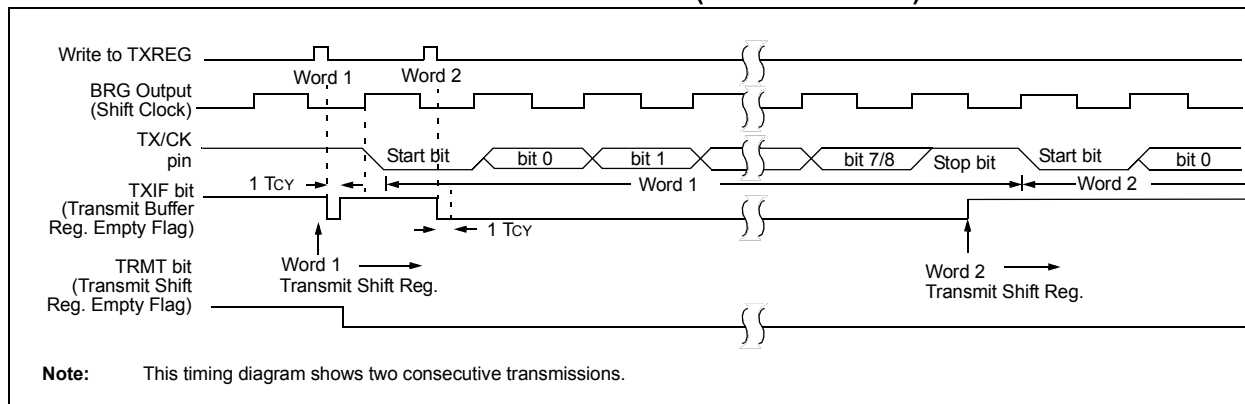 Write to TXREG
Word 1 Word 2
BRG Output
(Shift Clock)
TX/CK
pin
Start bit bit 0 bit 1 bit 7/8 Stop bit Start bit bit 0
Word 1 Word 2
1 TCY
TXIF bit
(Transmit Buffer
Reg. Empty Flag)
1 TCY
Word 1
Transmit Shift Reg.
Word 2
Transmit Shift Reg.
TRMT bit
(Transmit Shift
Reg. Empty Flag)
Note: This timing diagram shows two consecutive transmissions.